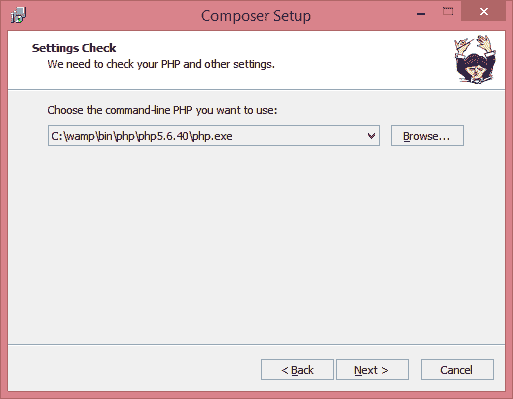 Composer Setup
Settings Check
We need to check your PHP and other settings.
Choose the command-line PHP you want to use:
C:\wamp\bin\php\php5.6.40\php.exe
Browse...
< Back
Next >
Cancel